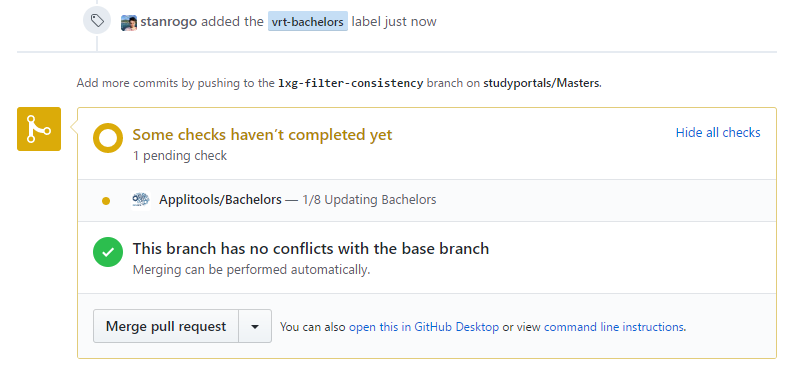 stanrogo added the vrt-bachelors label just now
Add more commits by pushing to the lxg-filter-consistency branch on studyportals/Masters.
Some checks haven't completed yet
Hide all checks
1 pending check
Applitools/Bachelors — 1/8 Updating Bachelors
This branch has no conflicts with the base branch
Merging can be performed automatically.
Merge pull request
You can also open this in GitHub Desktop or view command line instructions.